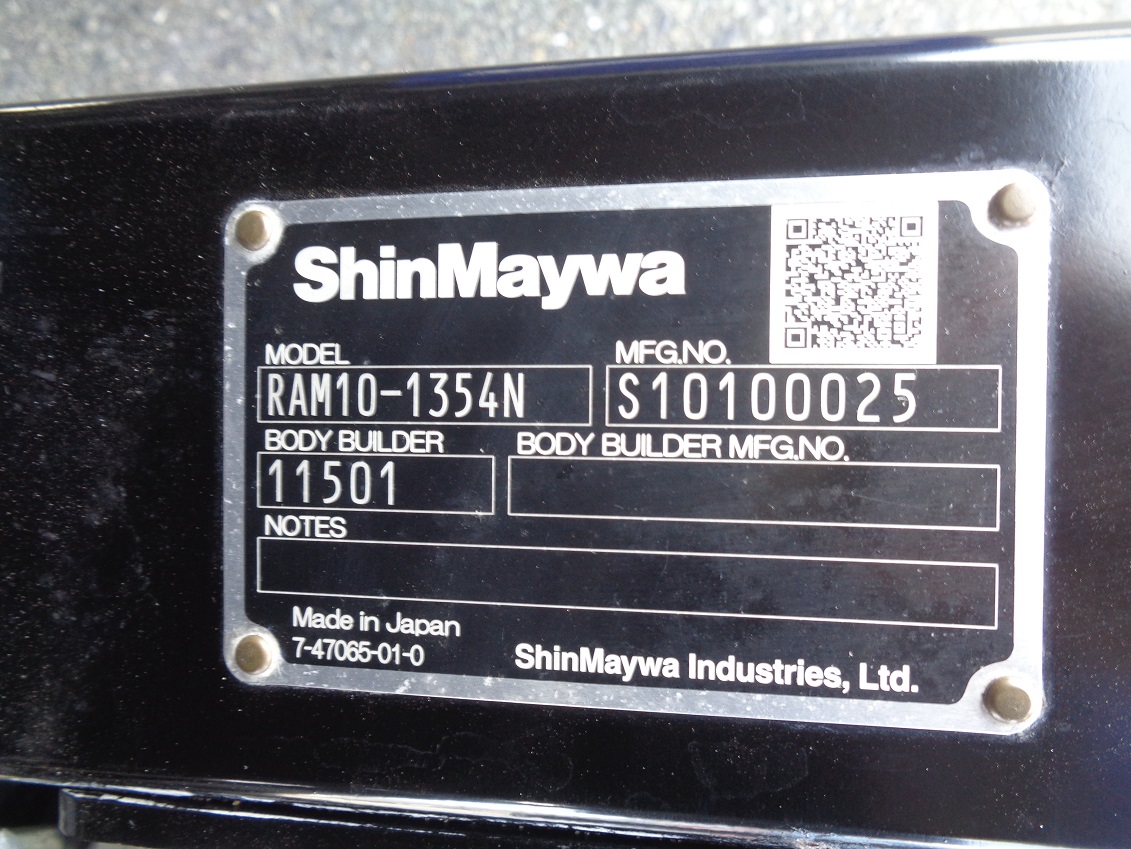 ShinMaywa
MODEL MFG.NO.
RAM10-1354N S10100025
BODY BUILDER BODY BUILDER MFG.NO.
11501
NOTES
Made in Japan
7-47065-01-0 ShinMaywa Industries, Ltd.